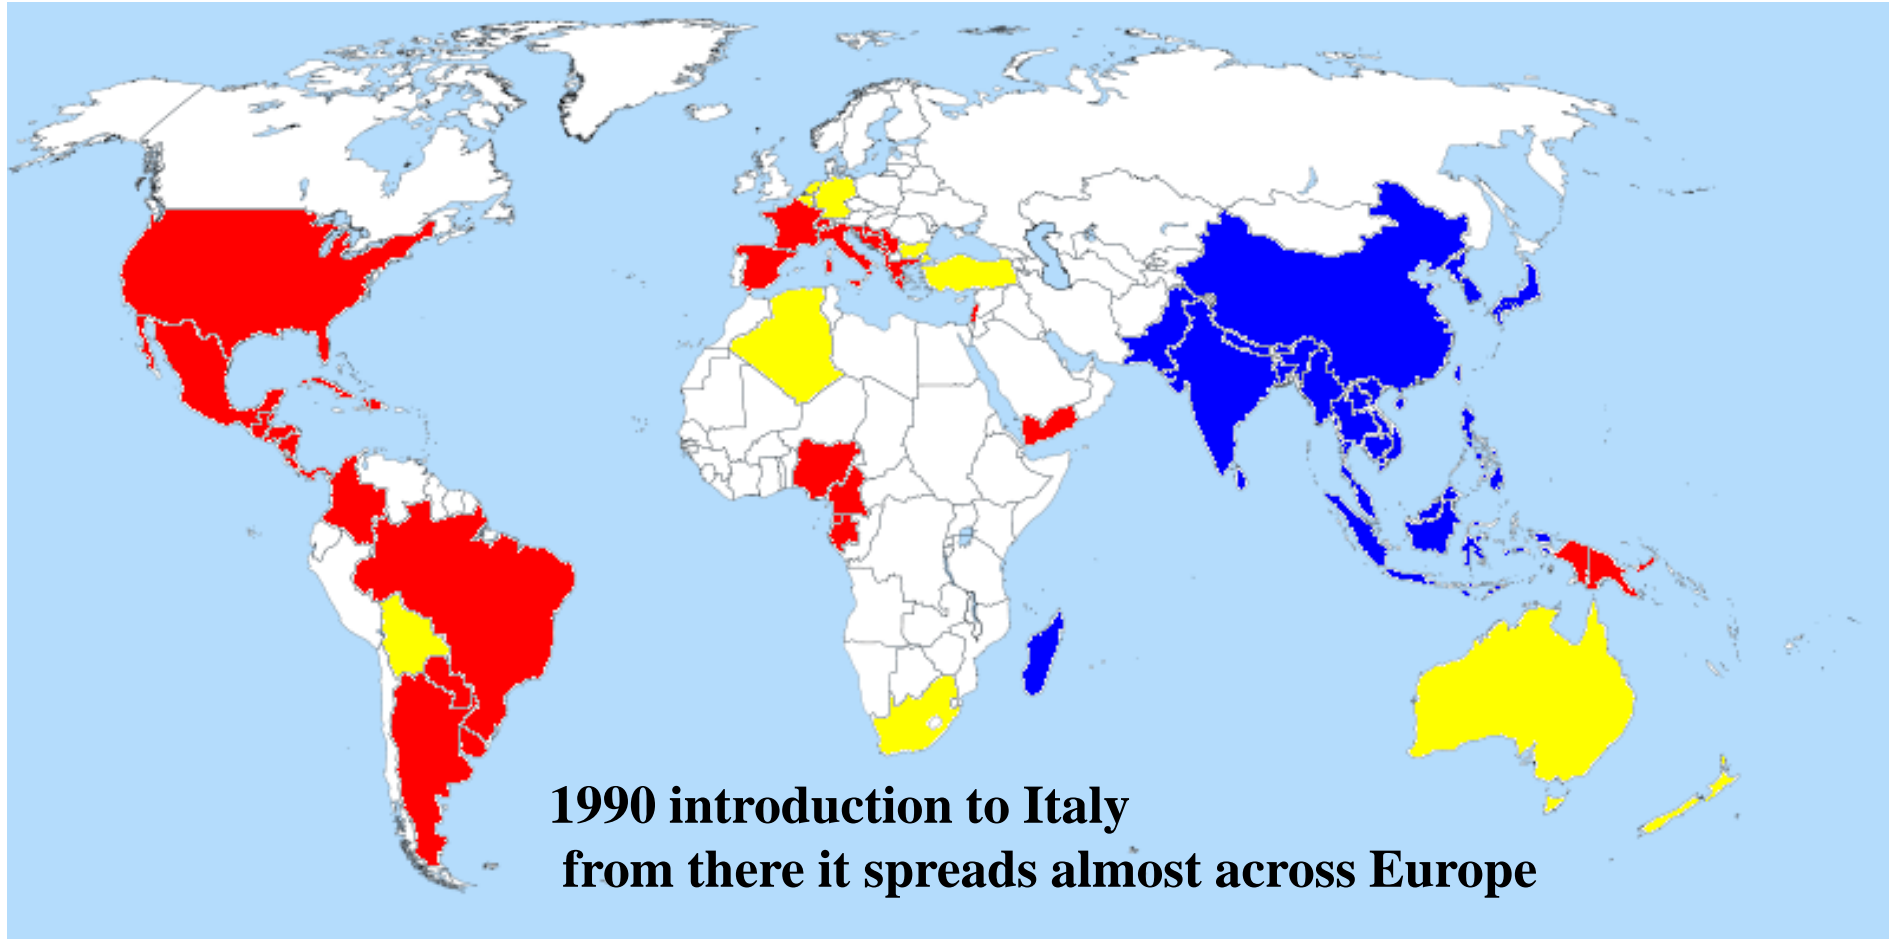 1990 introduction to Italy
from there it spreads almost across Europe